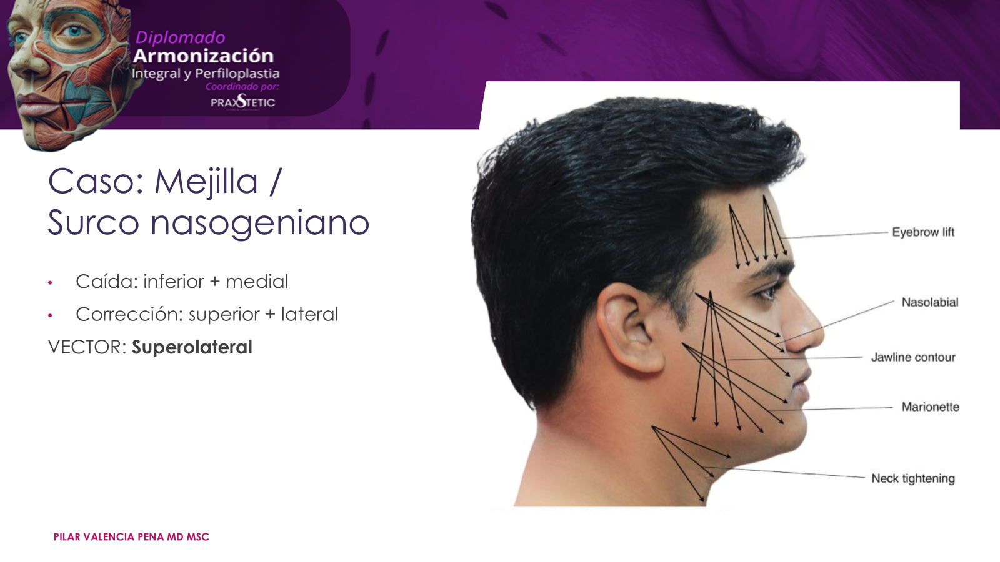 Diplomado
Armonización
Integral y Perfiloplastia
Coordinado por:
PRAXSTETIC
Caso: Mejilla /
Surco nasogeniano
• Caída: inferior + medial
• Corrección: superior + lateral
VECTOR: Superolateral
Eyebrow lift
Nasolabial
Jawline contour
Marionette
Neck tightening
PILAR VALENCIA PENA MD MSC